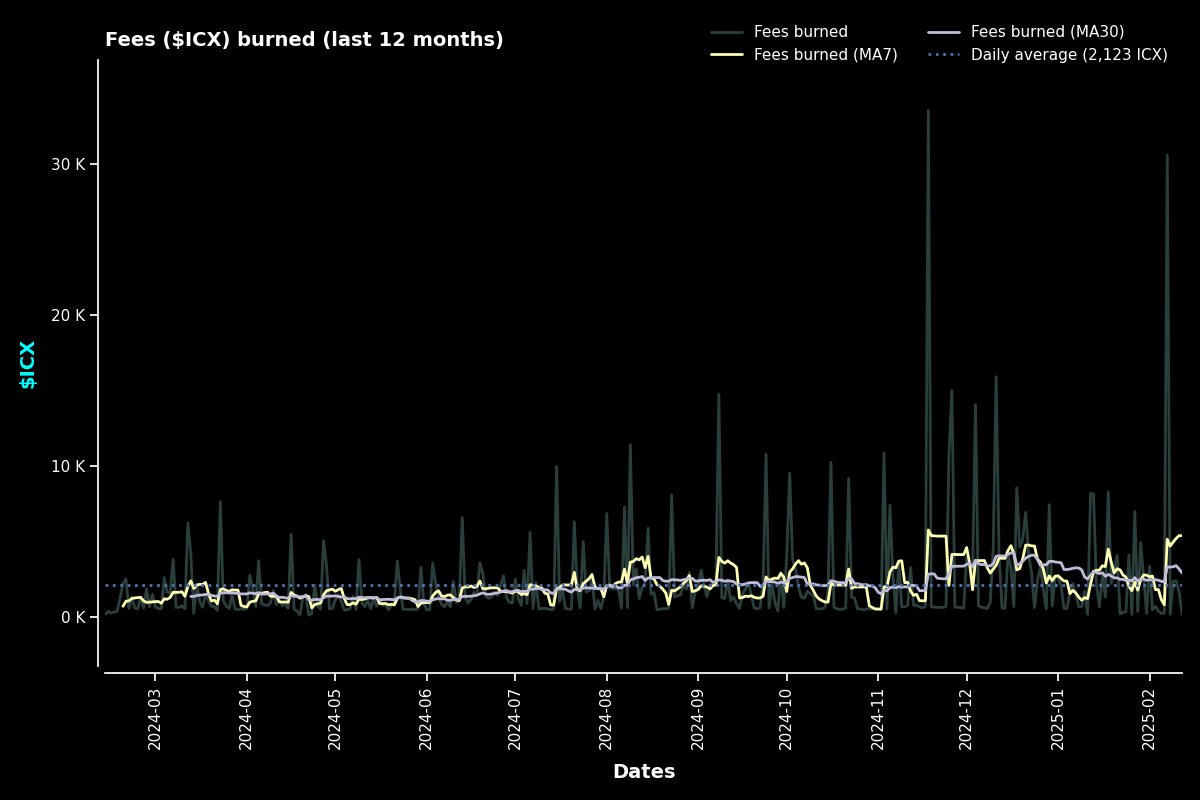 Fees ($ICX) burned (last 12 months)
Fees burned
Fees burned (MA7)
Fees burned (MA30)
Daily average (2,123 ICX)
$ICX
30 K
20 K
10 K
0 K
2024-03
2024-04
2024-05
2024-06
2024-07
2024-08
2024-09
2024-10
2024-11
2024-12
2025-01
2025-02
Dates